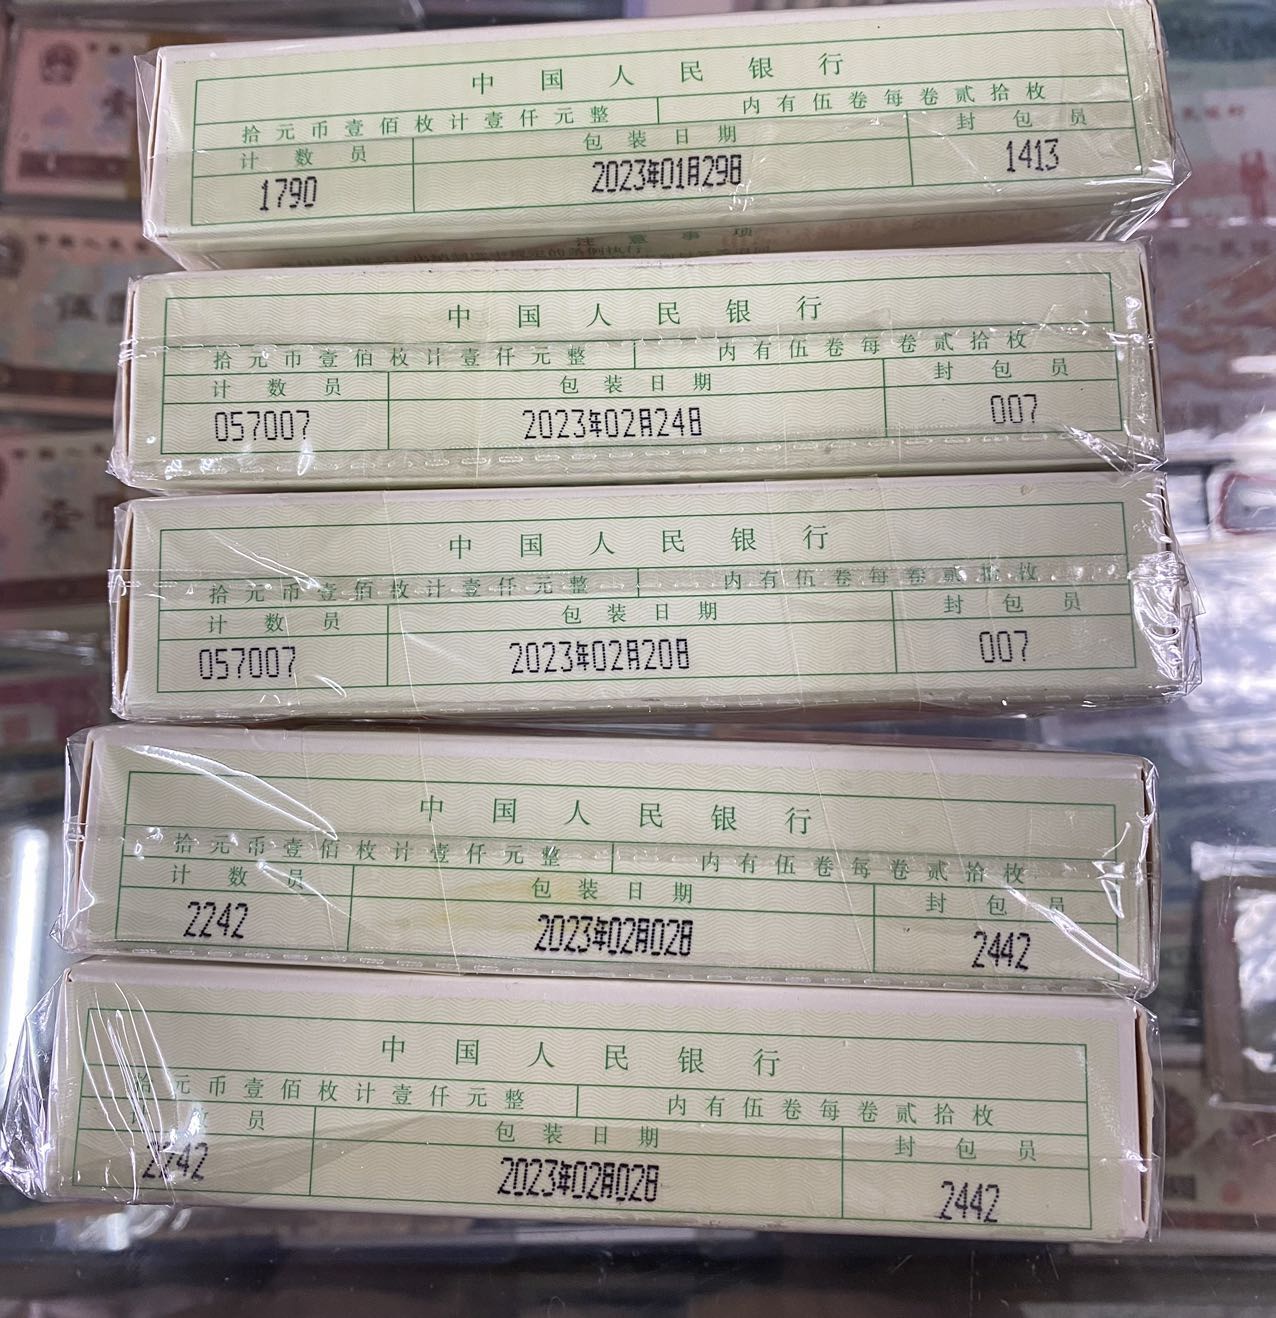 中国人民银行
拾元币壹佰枚计壹仟元整 内有伍卷每卷贰拾枚
计数员 包装日期 封包员
1790 2023年01月29日 1413
注意事项
中国人民银行
拾元币壹佰枚计壹仟元整 内有伍卷每卷贰拾枚
计数员 包装日期 封包员
057007 2023年02月24日 007
中国人民银行
拾元币壹佰枚计壹仟元整 内有伍卷每卷贰拾枚
计数员 包装日期 封包员
057007 2023年02月20日 007
中国人民银行
拾元币壹佰枚计壹仟元整 内有伍卷每卷贰拾枚
计数员 包装日期 封包员
2242 2023年02月02日 2442
中国人民银行
拾元币壹佰枚计壹仟元整 内有伍卷每卷贰拾枚
计数员 包装日期 封包员
2242 2023年02月02日 2442